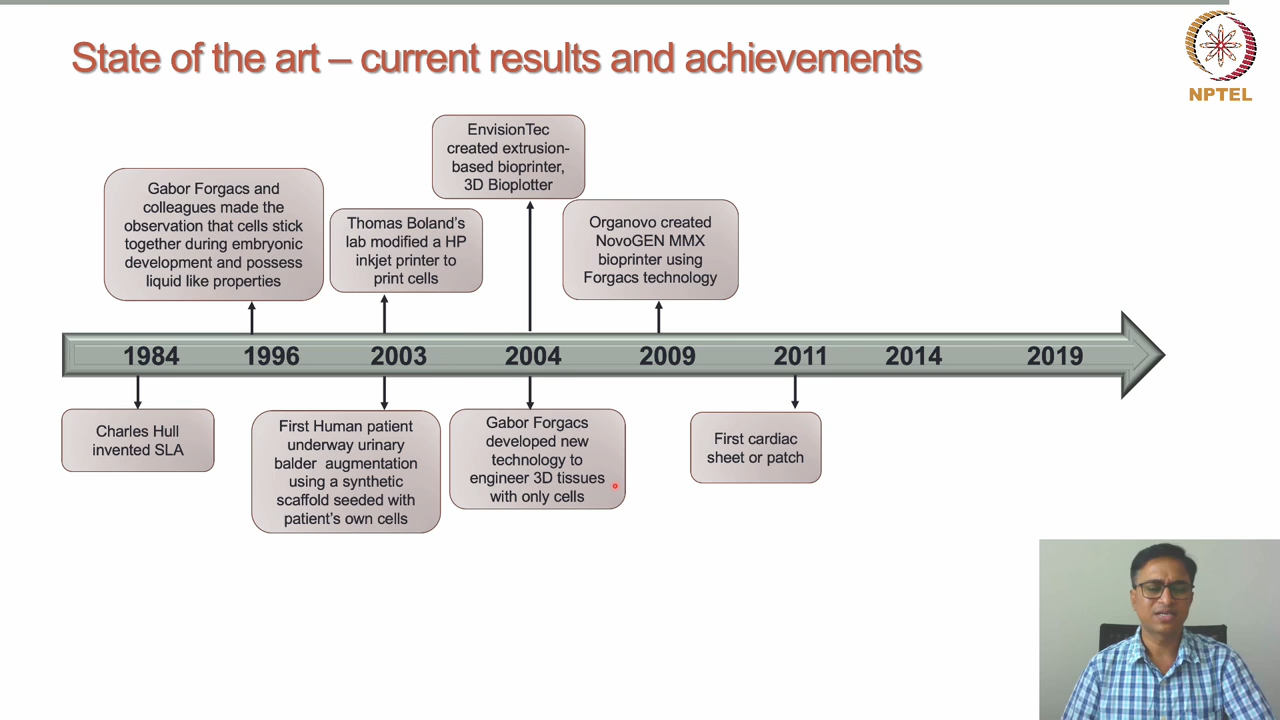 State of the art – current results and achievements
NPTEL
EnvisionTec
created extrusion-
based bioprinter,
3D Bioplotter
Gabor Forgacs and
colleagues made the
observation that cells stick
together during embryonic
development and possess
liquid like properties
Thomas Boland's
lab modified a HP
inkjet printer to
print cells
Organovo created
NovoGEN MMX
bioprinter using
Forgacs technology
1984 1996 2003 2004 2009 2011 2014 2019
Charles Hull
invented SLA
First Human patient
underway urinary
balder augmentation
using a synthetic
scaffold seeded with
patient's own cells
Gabor Forgacs
developed new
technology to
engineer 3D tissues
with only cells
First cardiac
sheet or patch